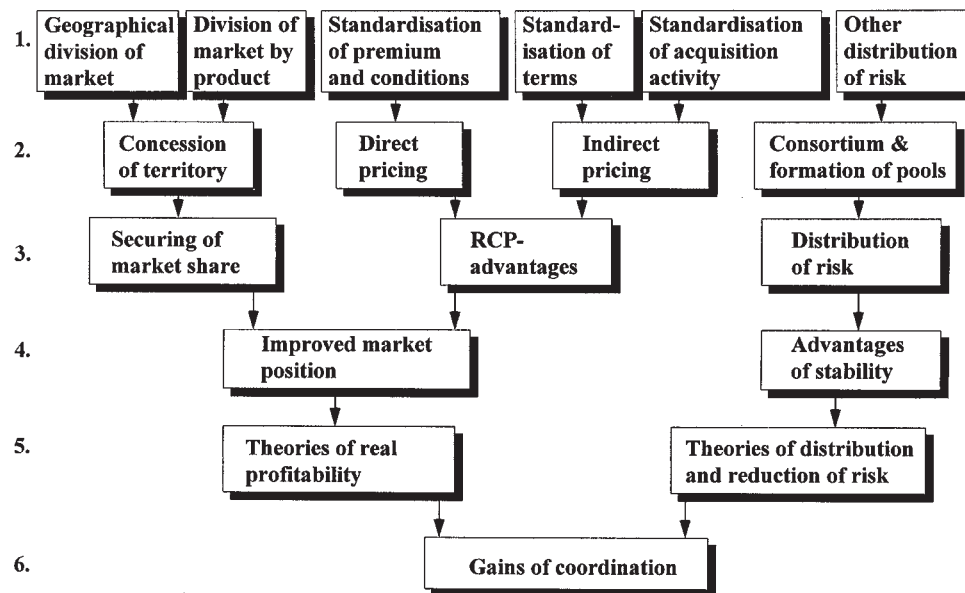 1.
Geographical
division of
market
Division of
market by
product
Standardisation
of premium
and conditions
Standard-
isation of
terms
Standardisation
of acquisition
activity
Other
distribution
of risk
2.
Concession
of territory
Direct
pricing
Indirect
pricing
Consortium &
formation of pools
3.
Securing of
market share
RCP-
advantages
Distribution
of risk
4.
Improved market
position
Advantages
of stability
5.
Theories of real
profitability
Theories of distribution
and reduction of risk
6.
Gains of coordination